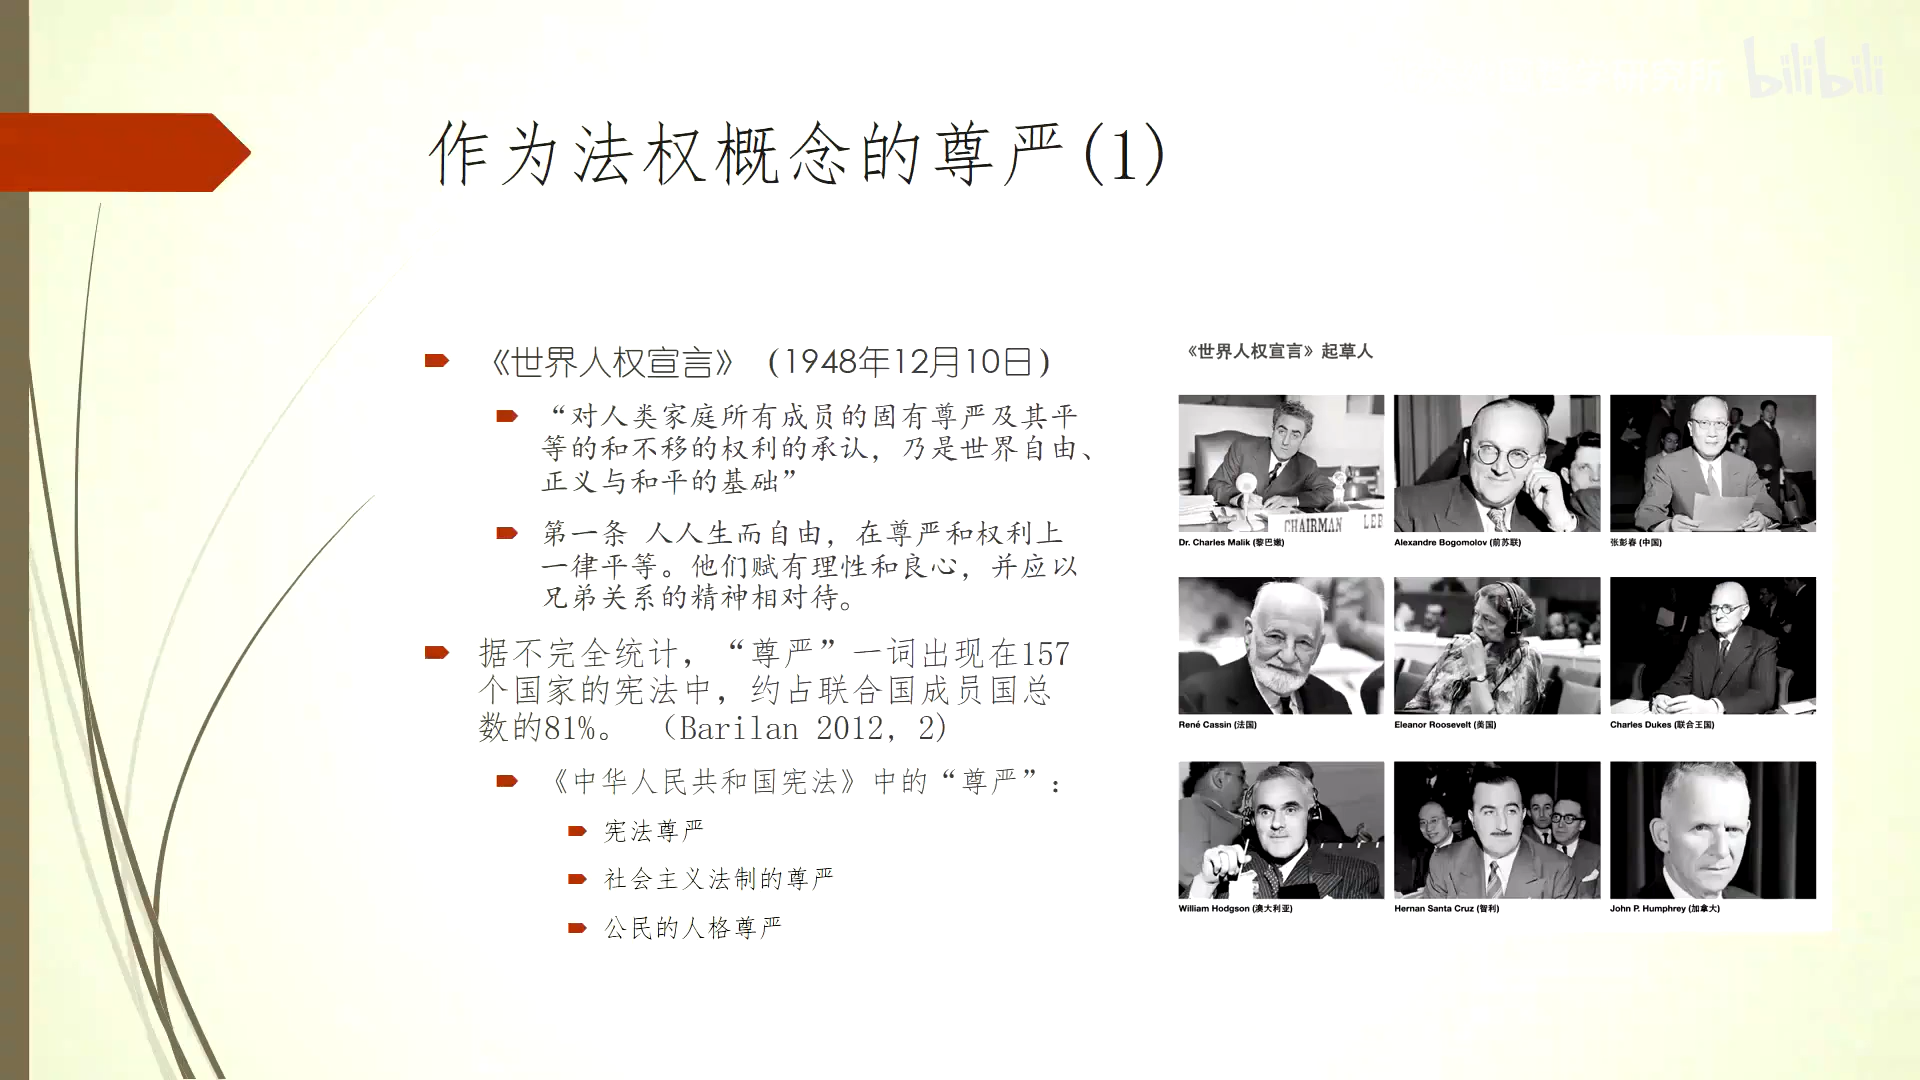 bilibili
作为法权概念的尊严(1)
《世界人权宣言》（1948年12月10日）
“对人类家庭所有成员的固有尊严及其平
等的和不移的权利的承认，乃是世界自由、
正义与和平的基础”
第一条 人人生而自由，在尊严和权利上
一律平等。他们赋有理性和良心，并应以
兄弟关系的精神相对待。
据不完全统计，“尊严”一词出现在157
个国家的宪法中，约占联合国成员国总
数的81%。 （Barilan 2012, 2）
《中华人民共和国宪法》中的“尊严”：
宪法尊严
社会主义法制的尊严
公民的人格尊严
《世界人权宣言》起草人
CHAIRMAN LEB
Dr. Charles Malik (黎巴嫩)
Alexandre Bogomolov (前苏联)
张彭春 (中国)
René Cassin (法国)
Eleanor Roosevelt (美国)
Charles Dukes (联合王国)
William Hodgson (澳大利亚)
Hernan Santa Cruz (智利)
John P. Humphrey (加拿大)